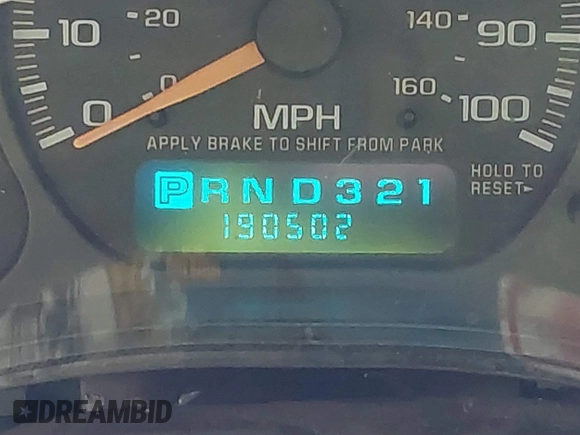 10 20 140 90
0 0 160 100
MPH
APPLY BRAKE TO SHIFT FROM PARK
HOLD TO
RESET
P R N D 3 2 1
190502
DREAMBID